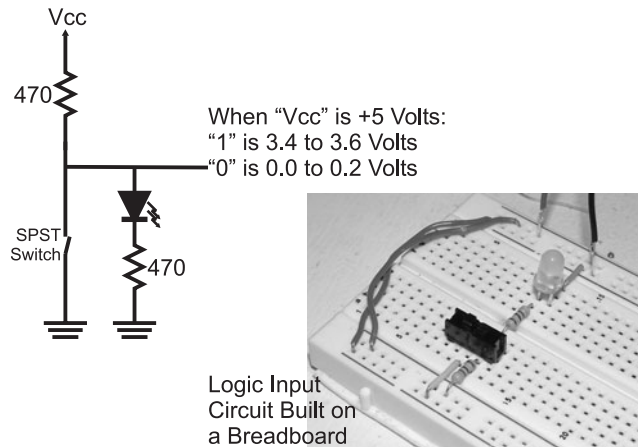 Vcc
470
When “Vcc” is +5 Volts:
“1” is 3.4 to 3.6 Volts
“0” is 0.0 to 0.2 Volts
SPST
Switch
470
Logic Input
Circuit Built on
a Breadboard